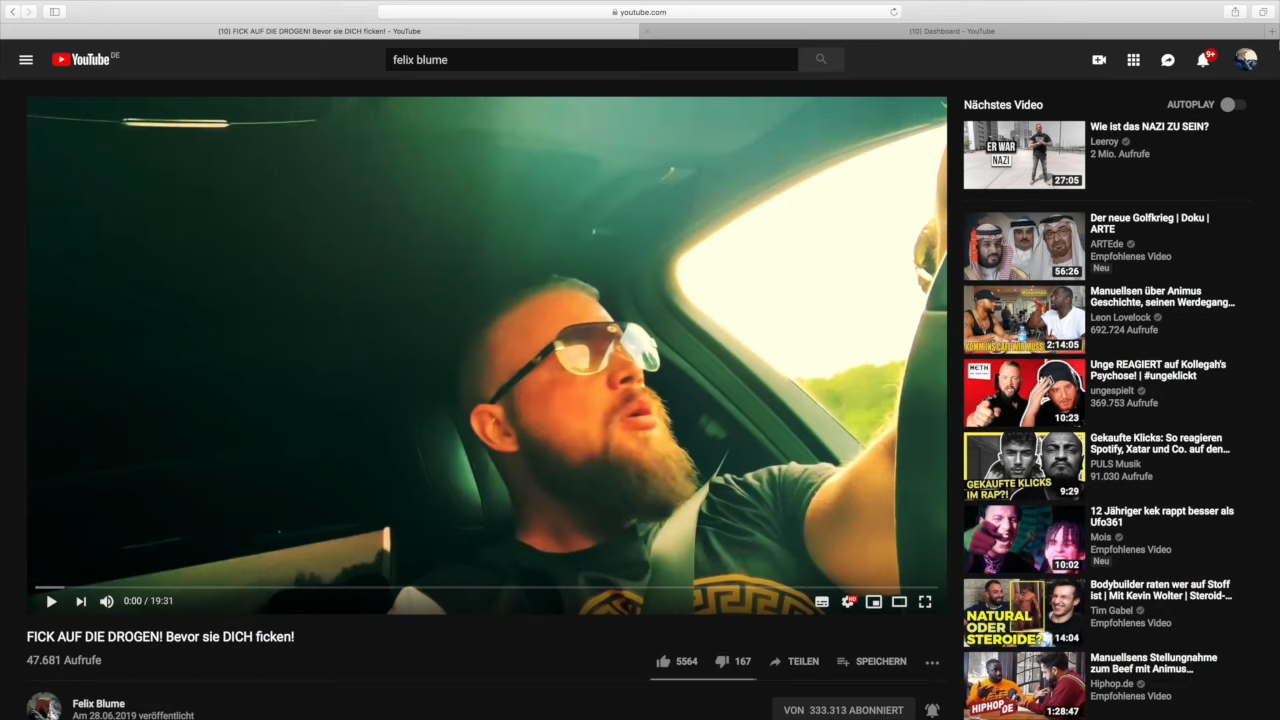 youtube.com
(10) FICK AUF DIE DROGEN! Bevor sie DICH ficken! - YouTube
(10) Dashboard - YouTube
YouTube DE
felix blume
9+
Nächstes Video
AUTOPLAY
ER WAR
NAZI
27:05
Wie ist das NAZI ZU SEIN?
Leeroy
2 Mio. Aufrufe
56:26
Der neue Golfkrieg | Doku |
ARTE
ARTEde
Empfohlenes Video
Neu
KOMM INS CAFE WIR MUSS
2:14:05
Manuellsen über Animus
Geschichte, seinen Werdegang...
Leon Lovelock
692.724 Aufrufe
METH
10:23
Unge REAGIERT auf Kollegah's
Psychose! | #ungeklickt
ungespielt
369.753 Aufrufe
GEKAUFTE KLICKS
IM RAP?!
9:29
Gekaufte Klicks: So reagieren
Spotify, Xatar und Co. auf den...
PULS Musik
91.030 Aufrufe
10:02
12 Jähriger kek rappt besser als
Ufo361
Mois
Empfohlenes Video
Neu
NATURAL
ODER
STEROIDE?
14:04
Bodybuilder raten wer auf Stoff
ist | Mit Kevin Wolter | Steroid-...
Tim Gabel
Empfohlenes Video
HIPHOP.DE
1:28:47
Manuellsens Stellungnahme
zum Beef mit Animus...
Hiphop.de
Empfohlenes Video
0:00 / 19:31
HD
FICK AUF DIE DROGEN! Bevor sie DICH ficken!
47.681 Aufrufe
5564
167
TEILEN
SPEICHERN
Felix Blume
Am 28.06.2019 veröffentlicht
VON 333.313 ABONNIERT